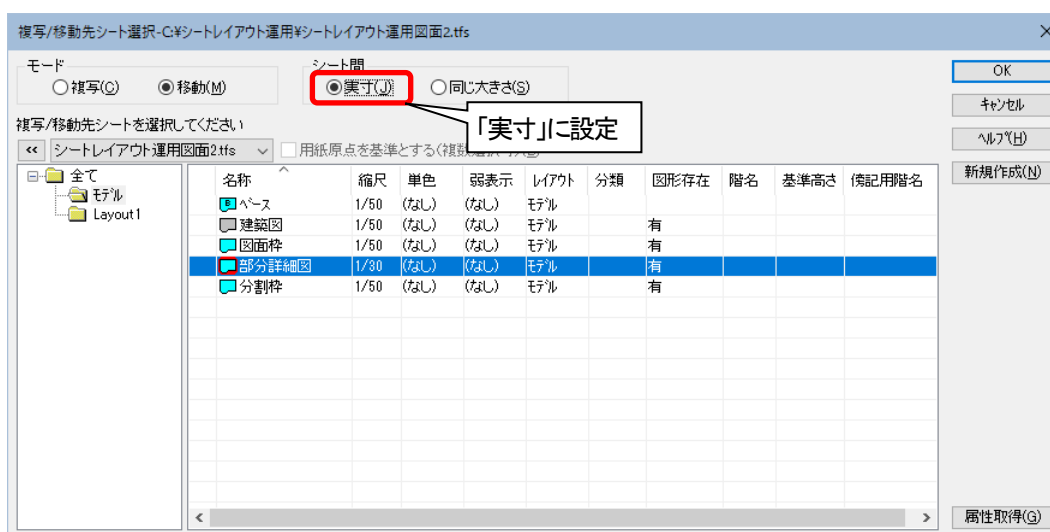 複写/移動先シート選択-C:¥シートレイアウト運用¥シートレイアウト運用図面2.tfs
モード
複写(C) 移動(M)
シート間
実寸(J) 同じ大きさ(S)
OK
キャンセル
ヘルプ(H)
新規作成(N)
「実寸」に設定
複写/移動先シートを選択してください
<< シートレイアウト運用図面2.tfs 用紙原点を基準とする(複数
全て
モデル
Layout1
名称 縮尺 単色 弱表示 レイアウト 分類 図形存在 階名 基準高さ 傍記用階名
ベース 1/50 (なし) (なし) モデル
建築図 1/50 (なし) (なし) モデル 有
図面枠 1/50 (なし) (なし) モデル 有
部分詳細図 1/30 (なし) (なし) モデル 有
分割枠 1/50 (なし) (なし) モデル 有
属性取得(G)